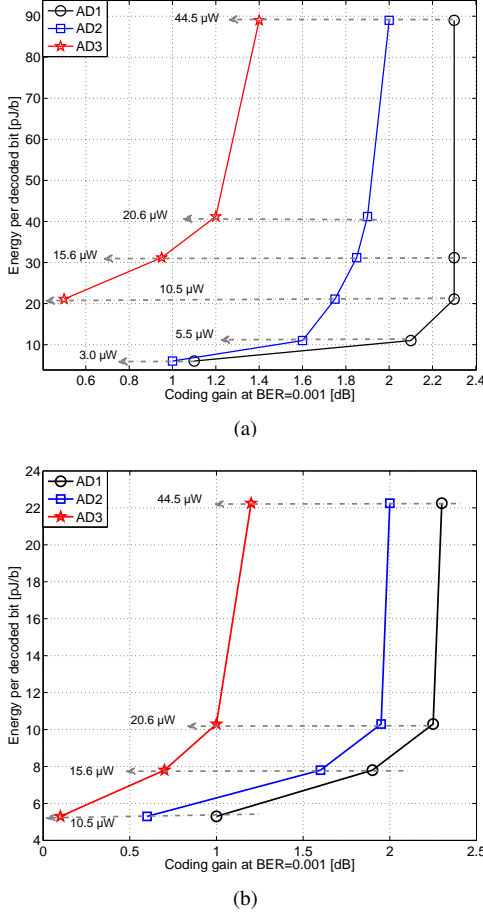 90
80
70
60
50
40
30
20
10
Energy per decoded bit [pJ/b]
AD1
AD2
AD3
44.5 µW
20.6 µW
15.6 µW
10.5 µW
5.5 µW
3.0 µW
0.6 0.8 1 1.2 1.4 1.6 1.8 2 2.2 2.4
Coding gain at BER=0.001 [dB]
(a)
24
22
20
18
16
14
12
10
8
6
4
Energy per decoded bit [pJ/b]
AD1
AD2
AD3
44.5 µW
20.6 µW
15.6 µW
10.5 µW
0 0.5 1 1.5 2 2.5
Coding gain at BER=0.001 [dB]
(b)